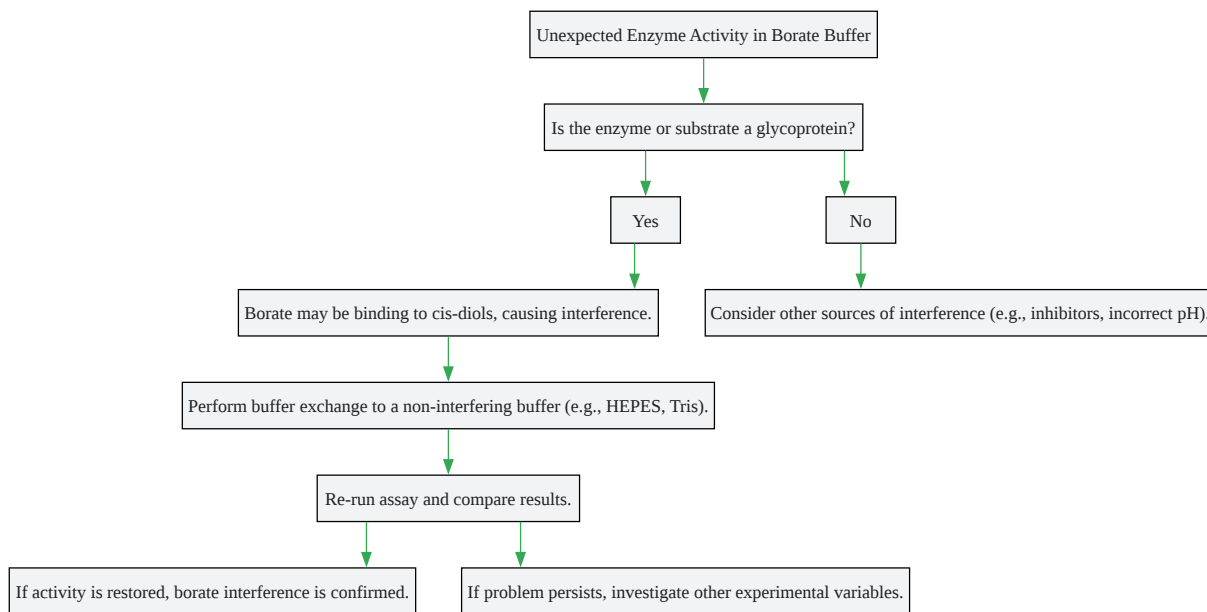 Unexpected Enzyme Activity in Borate Buffer
Is the enzyme or substrate a glycoprotein?
Yes
No
Borate may be binding to cis-diols, causing interference.
Consider other sources of interference (e.g., inhibitors, incorrect pH).
Perform buffer exchange to a non-interfering buffer (e.g., HEPES, Tris).
Re-run assay and compare results.
If activity is restored, borate interference is confirmed.
If problem persists, investigate other experimental variables.